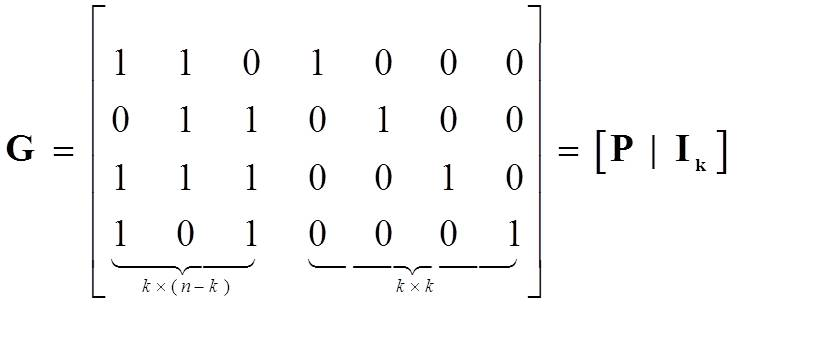 1 1 0 1 0 0 0
0 1 1 0 1 0 0
G = = [P | I_k]
1 1 1 0 0 1 0
1 0 1 0 0 0 1
k × (n − k) k × k